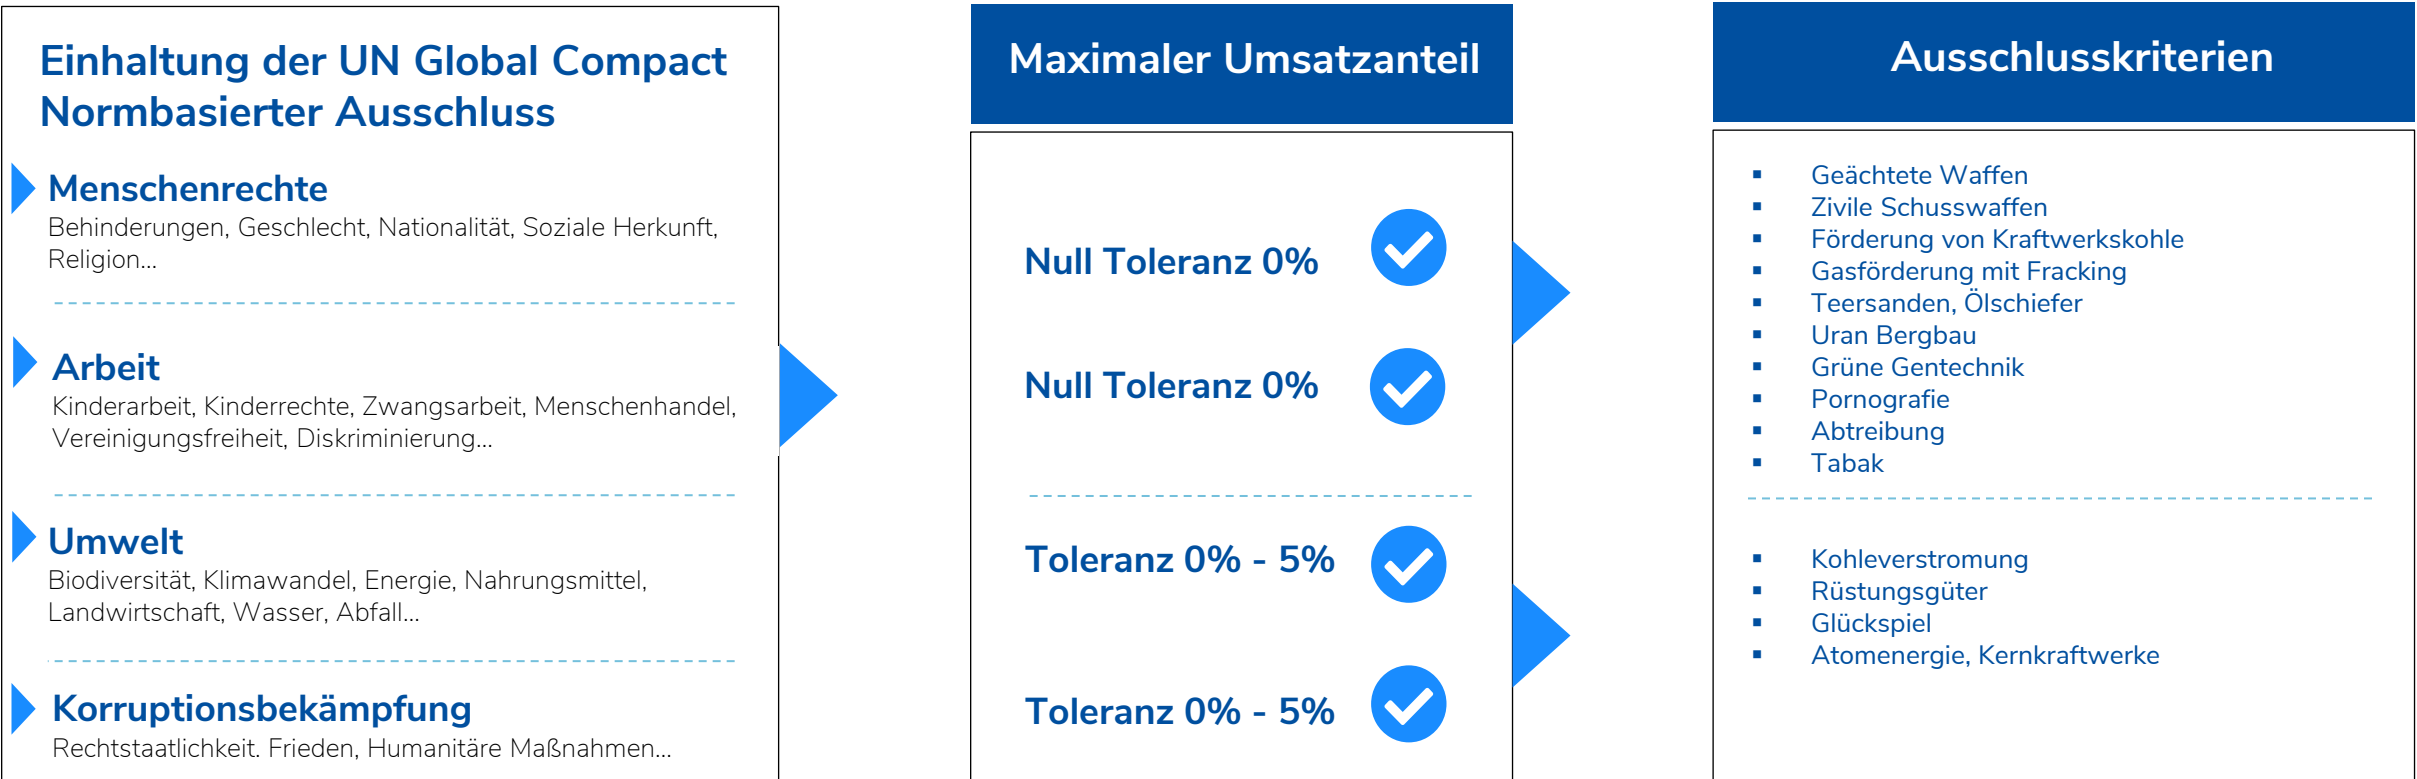 Einhaltung der UN Global Compact
Normbasierter Ausschluss
Menschenrechte
Behinderungen, Geschlecht, Nationalität, Soziale Herkunft,
Religion...
Arbeit
Kinderarbeit, Kinderrechte, Zwangsarbeit, Menschenhandel,
Vereinigungsfreiheit, Diskriminierung...
Umwelt
Biodiversität, Klimawandel, Energie, Nahrungsmittel,
Landwirtschaft, Wasser, Abfall...
Korruptionsbekämpfung
Rechtstaatlichkeit. Frieden, Humanitäre Maßnahmen...
Maximaler Umsatzanteil
Null Toleranz 0%
Null Toleranz 0%
Toleranz 0% - 5%
Toleranz 0% - 5%
Ausschlusskriterien
▪ Geächtete Waffen
▪ Zivile Schusswaffen
▪ Förderung von Kraftwerkskohle
▪ Gasförderung mit Fracking
▪ Teersanden, Ölschiefer
▪ Uran Bergbau
▪ Grüne Gentechnik
▪ Pornografie
▪ Abtreibung
▪ Tabak
▪ Kohleverstromung
▪ Rüstungsgüter
▪ Glückspiel
▪ Atomenergie, Kernkraftwerke